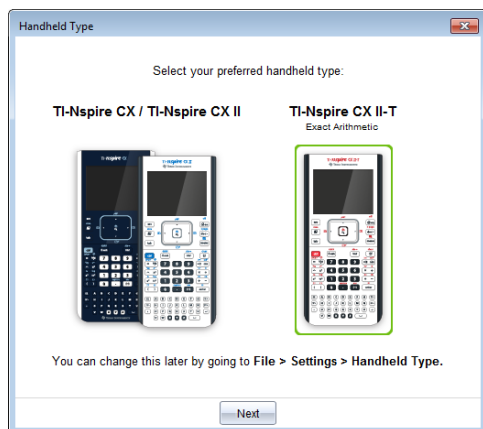 Handheld Type
Select your preferred handheld type:
TI-Nspire CX / TI-Nspire CX II
TI-Nspire CX II-T
Exact Arithmetic
You can change this later by going to File > Settings > Handheld Type.
Next